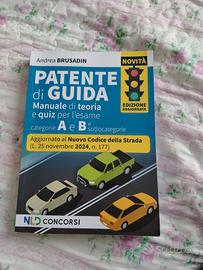 Andrea BRUSADIN
NOVITÀ
PATENTE
di GUIDA
Manuale di teoria
e quiz per l'esame
categorie A e B e sottocategorie
EDIZIONE
AGGIORNATA
Aggiornato al Nuovo Codice della Strada
(L. 25 novembre 2024, n. 177)
NLD CONCORSI